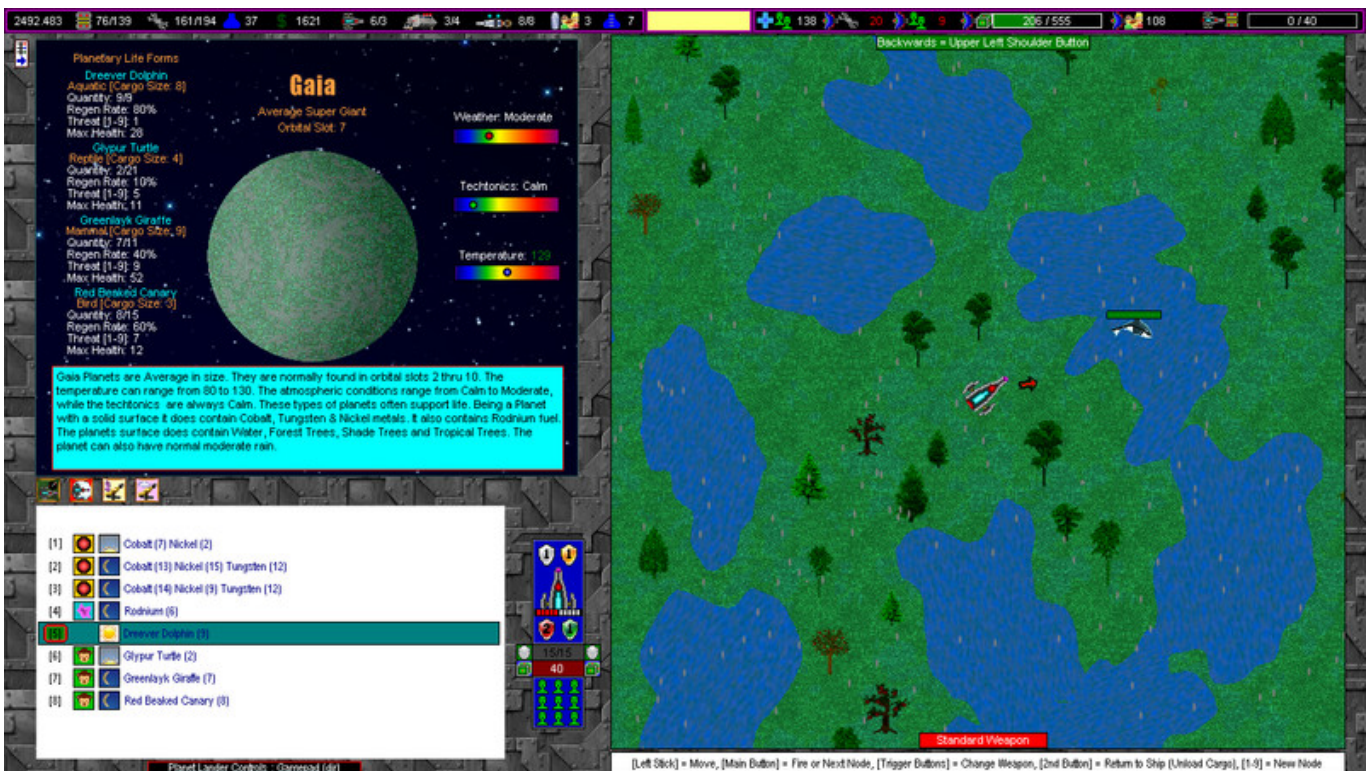 2492.483 76/139 161/194 37 $ 1621 6/3 3/4 8/8 3 7 138 20 9 206 / 555 108 0 / 40
Planetary Life Forms
Dreever Dolphin
Aquatic [Cargo Size: 8]
Quantity: 9/9
Regen Rate: 80%
Threat [1-9]: 1
Max Health: 28
Glypur Turtle
Reptile [Cargo Size: 4]
Quantity: 2/21
Regen Rate: 10%
Threat [1-9]: 5
Max Health: 11
Greenlayk Giraffe
Mammal [Cargo Size: 9]
Quantity: 7/11
Regen Rate: 40%
Threat [1-9]: 9
Max Health: 52
Red Beaked Canary
Bird [Cargo Size: 3]
Quantity: 8/15
Regen Rate: 60%
Threat [1-9]: 7
Max Health: 12
Gaia
Average Super Giant
Orbital Slot: 7
Weather: Moderate
Techtonics: Calm
Temperature: 129
Gaia Planets are Average in size. They are normally found in orbital slots 2 thru 10. The
temperature can range from 80 to 130. The atmospheric conditions range from Calm to Moderate,
while the techtonics are always Calm. These types of planets often support life. Being a Planet
with a solid surface it does contain Cobalt, Tungsten & Nickel metals. It also contains Rodnium fuel.
The planets surface does contain Water, Forest Trees, Shade Trees and Tropical Trees. The
planet can also have normal moderate rain.
[1] Cobalt (7) Nickel (2)
[2] Cobalt (13) Nickel (15) Tungsten (12)
[3] Cobalt (14) Nickel (9) Tungsten (12)
[4] Rodnium (6)
[5] Dreever Dolphin (9)
[6] Glypur Turtle (2)
[7] Greenlayk Giraffe (7)
[8] Red Beaked Canary (8)
1 1
2 1
15/15
40
Planet Lander Controls : Gamepad (dir)
Backwards = Upper Left Shoulder Button
Standard Weapon
[Left Stick] = Move, [Main Button] = Fire or Next Node, [Trigger Buttons] = Change Weapon, [2nd Button] = Return to Ship (Unload Cargo), [1-9] = New Node